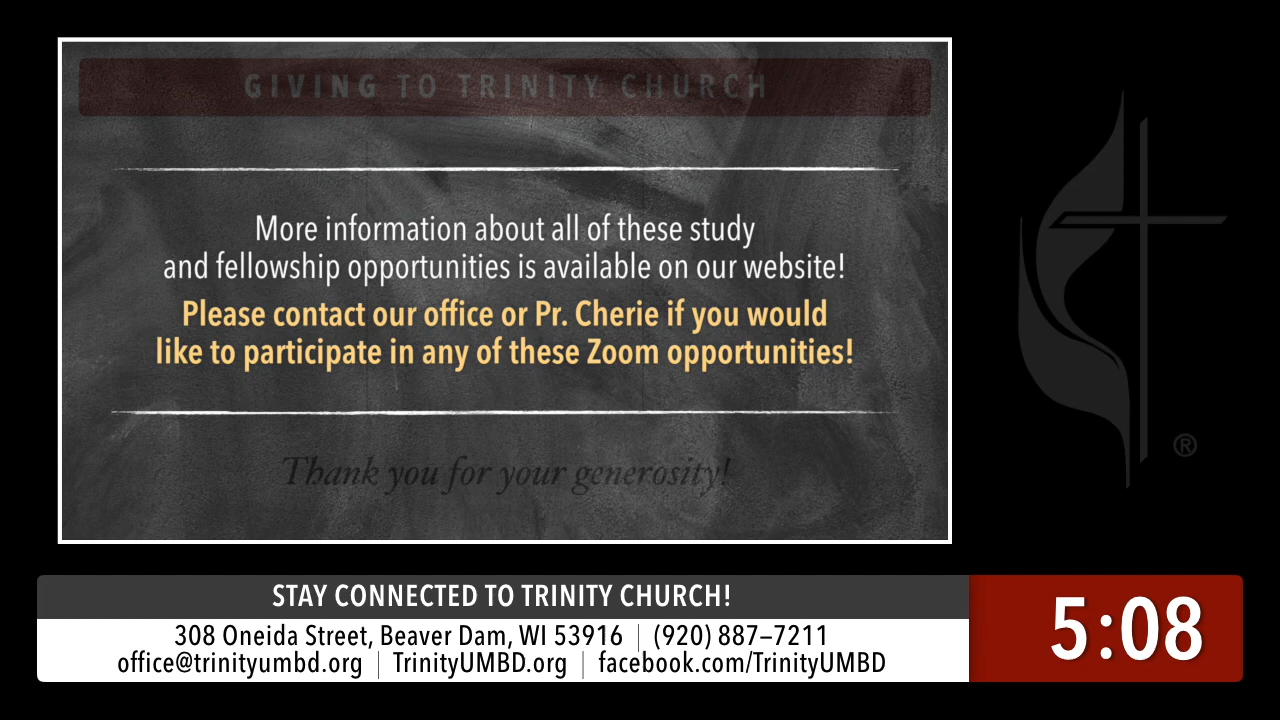 GIVING TO TRINITY CHURCH
More information about all of these study
and fellowship opportunities is available on our website!
Please contact our office or Pr. Cherie if you would
like to participate in any of these Zoom opportunities!
Thank you for your generosity!
®
STAY CONNECTED TO TRINITY CHURCH!
308 Oneida Street, Beaver Dam, WI 53916 | (920) 887–7211
office@trinityumbd.org | TrinityUMBD.org | facebook.com/TrinityUMBD
5:08